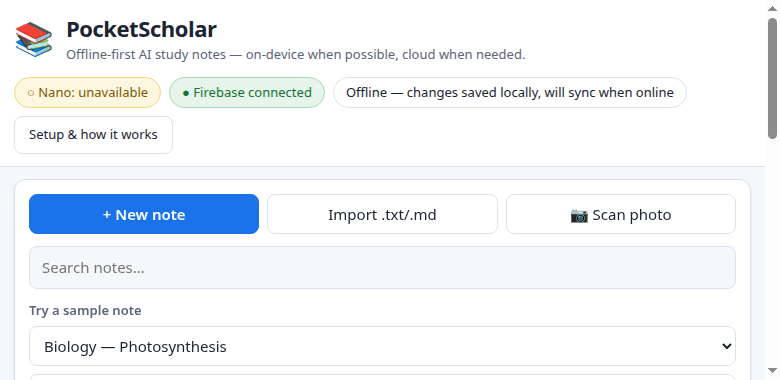 PocketScholar
Offline-first AI study notes — on-device when possible, cloud when needed.
○ Nano: unavailable
● Firebase connected
Offline — changes saved locally, will sync when online
Setup & how it works
+ New note
Import .txt/.md
📷 Scan photo
Search notes...
Try a sample note
Biology — Photosynthesis